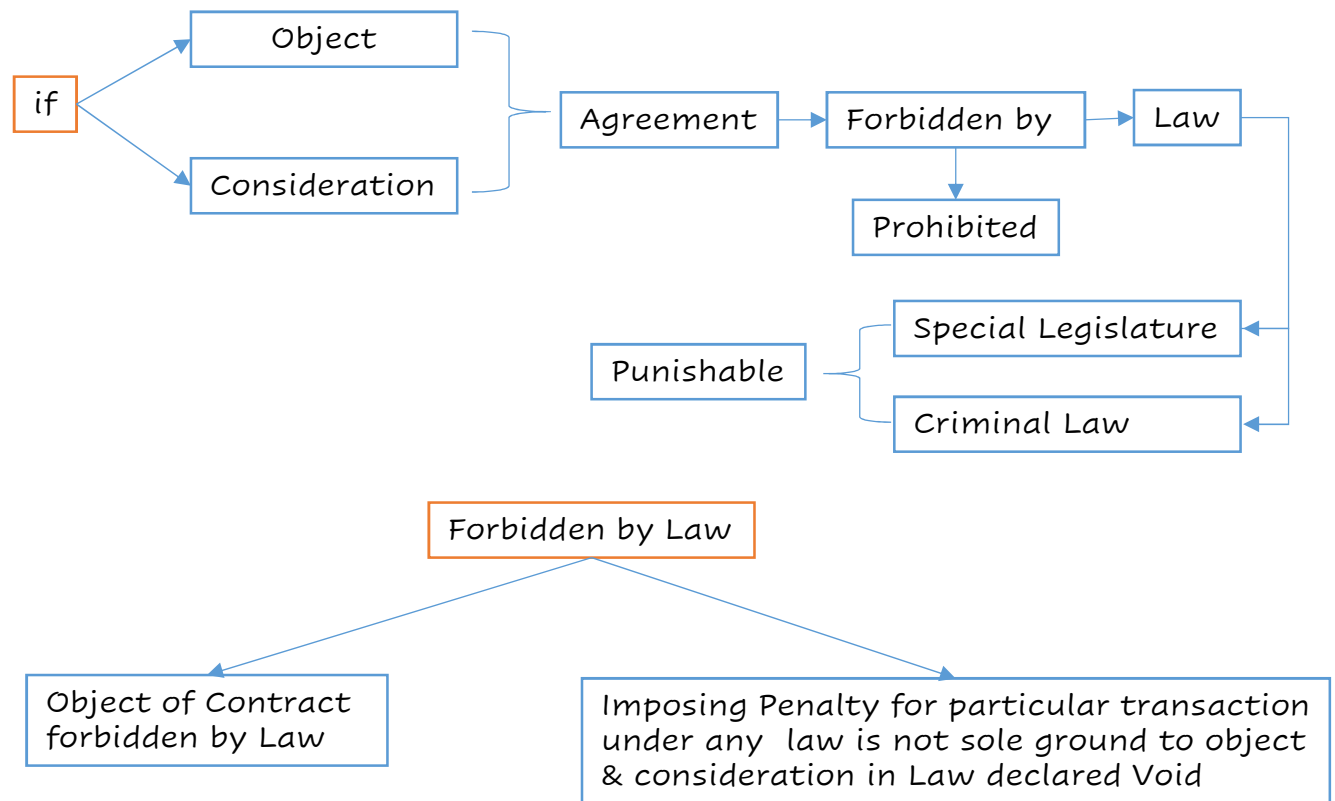 Object
if
Agreement
Forbidden by
Law
Consideration
Prohibited
Special Legislature
Punishable
Criminal Law
Forbidden by Law
Object of Contract
forbidden by Law
Imposing Penalty for particular transaction
under any law is not sole ground to object
& consideration in Law declared Void